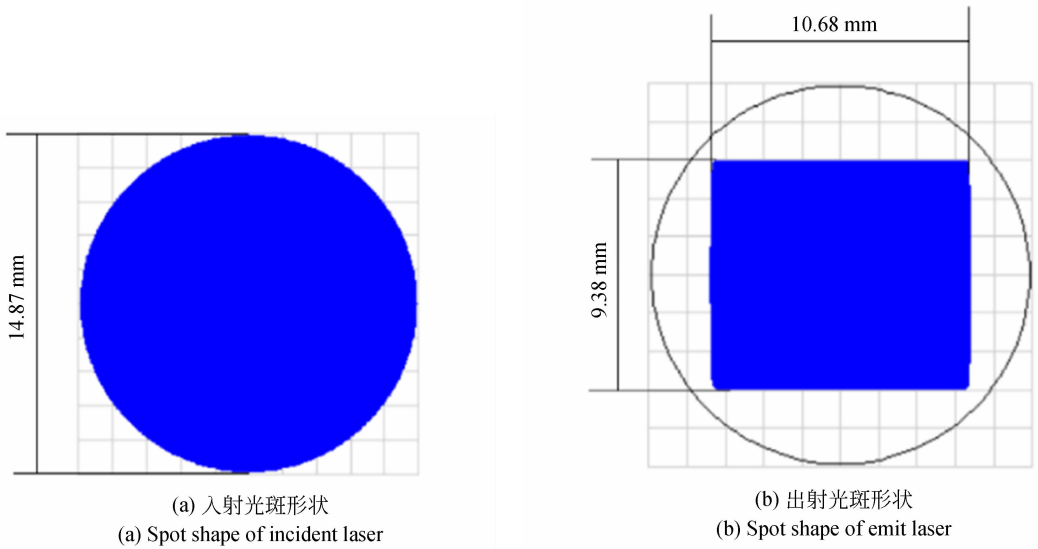 14.87 mm
(a) 入射光斑形状
(a) Spot shape of incident laser
10.68 mm
9.38 mm
(b) 出射光斑形状
(b) Spot shape of emit laser